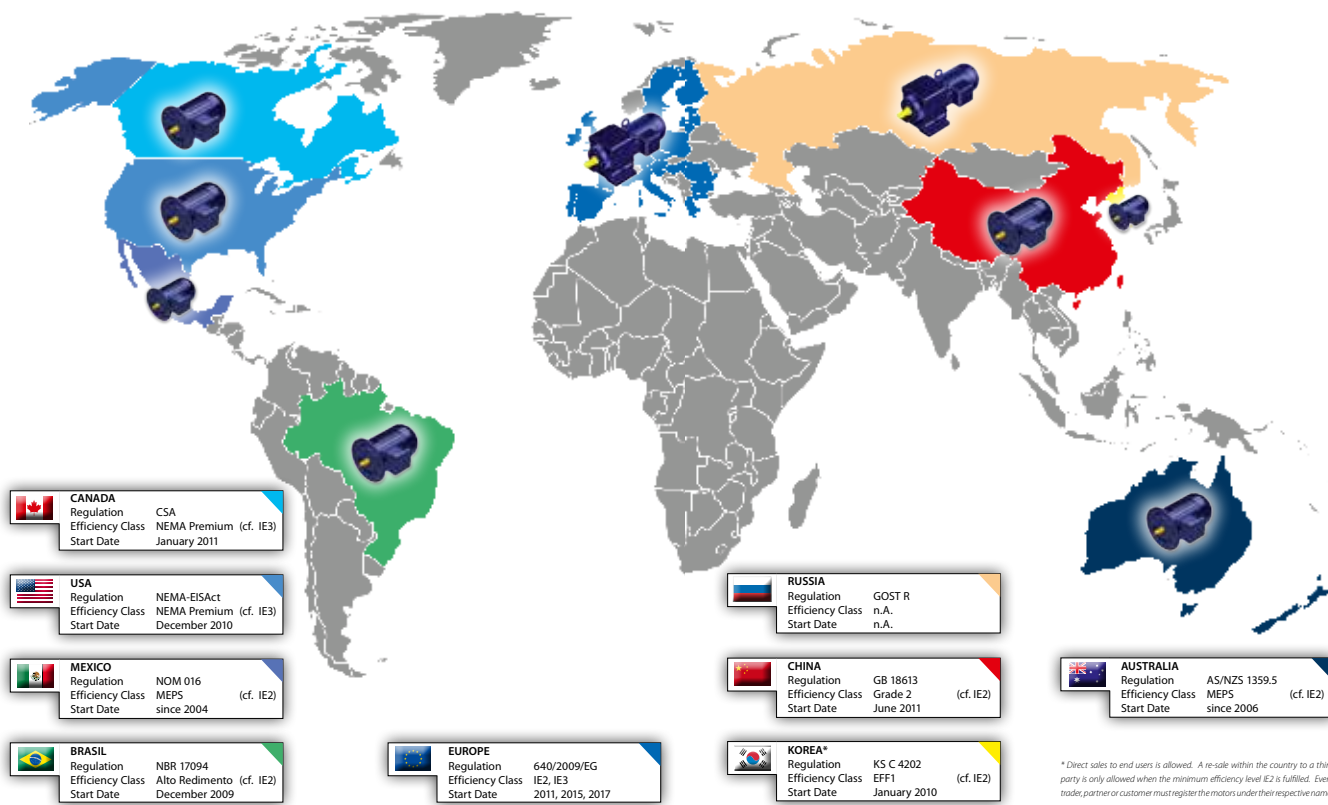 CANADA
Regulation CSA
Efficiency Class NEMA Premium (cf. IE3)
Start Date January 2011
USA
Regulation NEMA-EISAct
Efficiency Class NEMA Premium (cf. IE3)
Start Date December 2010
MEXICO
Regulation NOM 016
Efficiency Class MEPS (cf. IE2)
Start Date since 2004
BRASIL
Regulation NBR 17094
Efficiency Class Alto Redimento (cf. IE2)
Start Date December 2009
EUROPE
Regulation 640/2009/EG
Efficiency Class IE2, IE3
Start Date 2011, 2015, 2017
RUSSIA
Regulation GOST R
Efficiency Class n.A.
Start Date n.A.
CHINA
Regulation GB 18613
Efficiency Class Grade 2 (cf. IE2)
Start Date June 2011
KOREA*
Regulation KS C 4202
Efficiency Class EFF1 (cf. IE2)
Start Date January 2010
AUSTRALIA
Regulation AS/NZS 1359.5
Efficiency Class MEPS (cf. IE2)
Start Date since 2006
* Direct sales to end users is allowed. A re-sale within the country to a
party is only allowed when the minimum efficiency level IE2 is fulfilled.
trader, partner or customer must register the motors under their respective